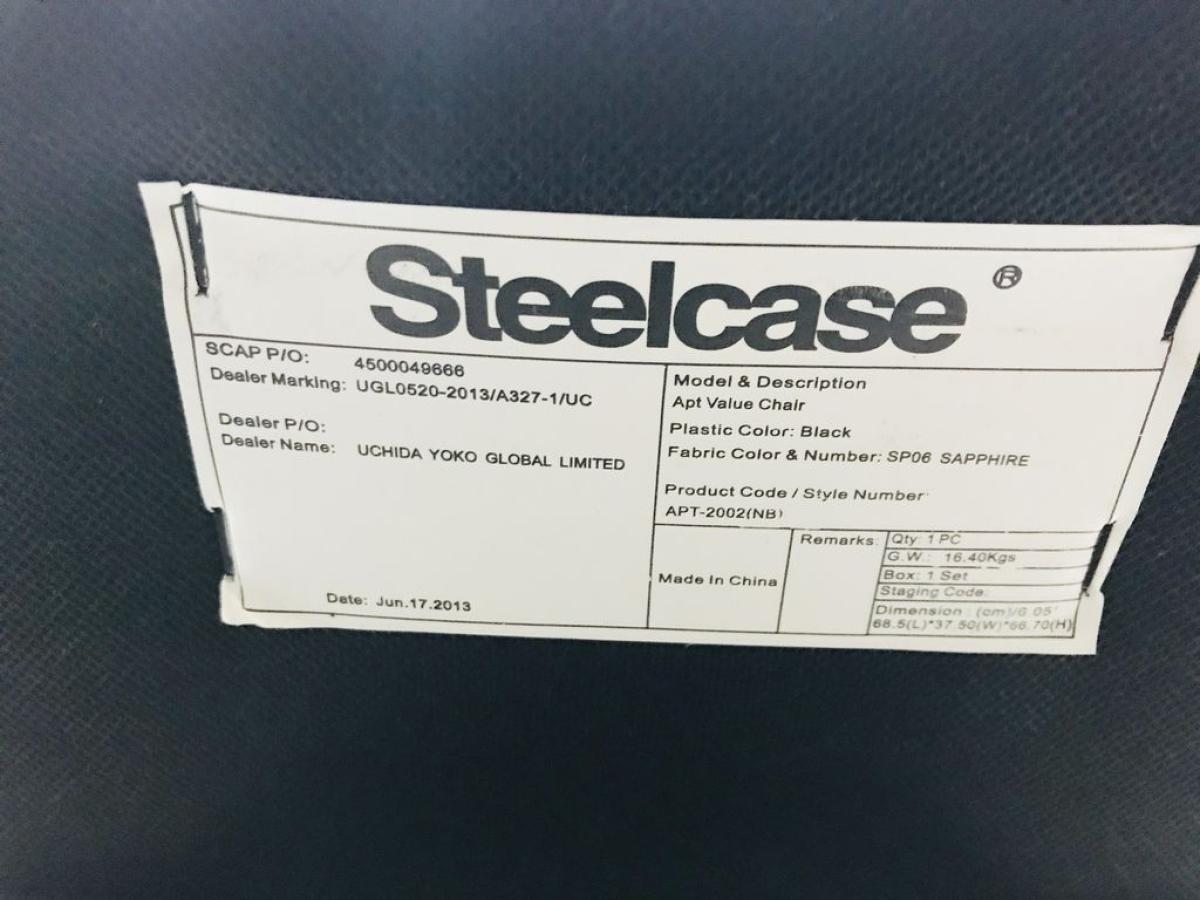 Steelcase ®
SCAP P/O: 4500049666
Dealer Marking: UGL0520-2013/A327-1/UC
Dealer P/O:
Dealer Name: UCHIDA YOKO GLOBAL LIMITED
Date: Jun.17.2013
Model & Description
Apt Value Chair
Plastic Color: Black
Fabric Color & Number: SP06 SAPPHIRE
Product Code / Style Number
APT-2002(NB)
Made In China
Remarks:
Qty: 1 PC
G.W.: 16.40Kgs
Box: 1 Set
Staging Code:
Dimension : (cm)/6.05'
68.5(L)*37.50(W)*66.70(H)